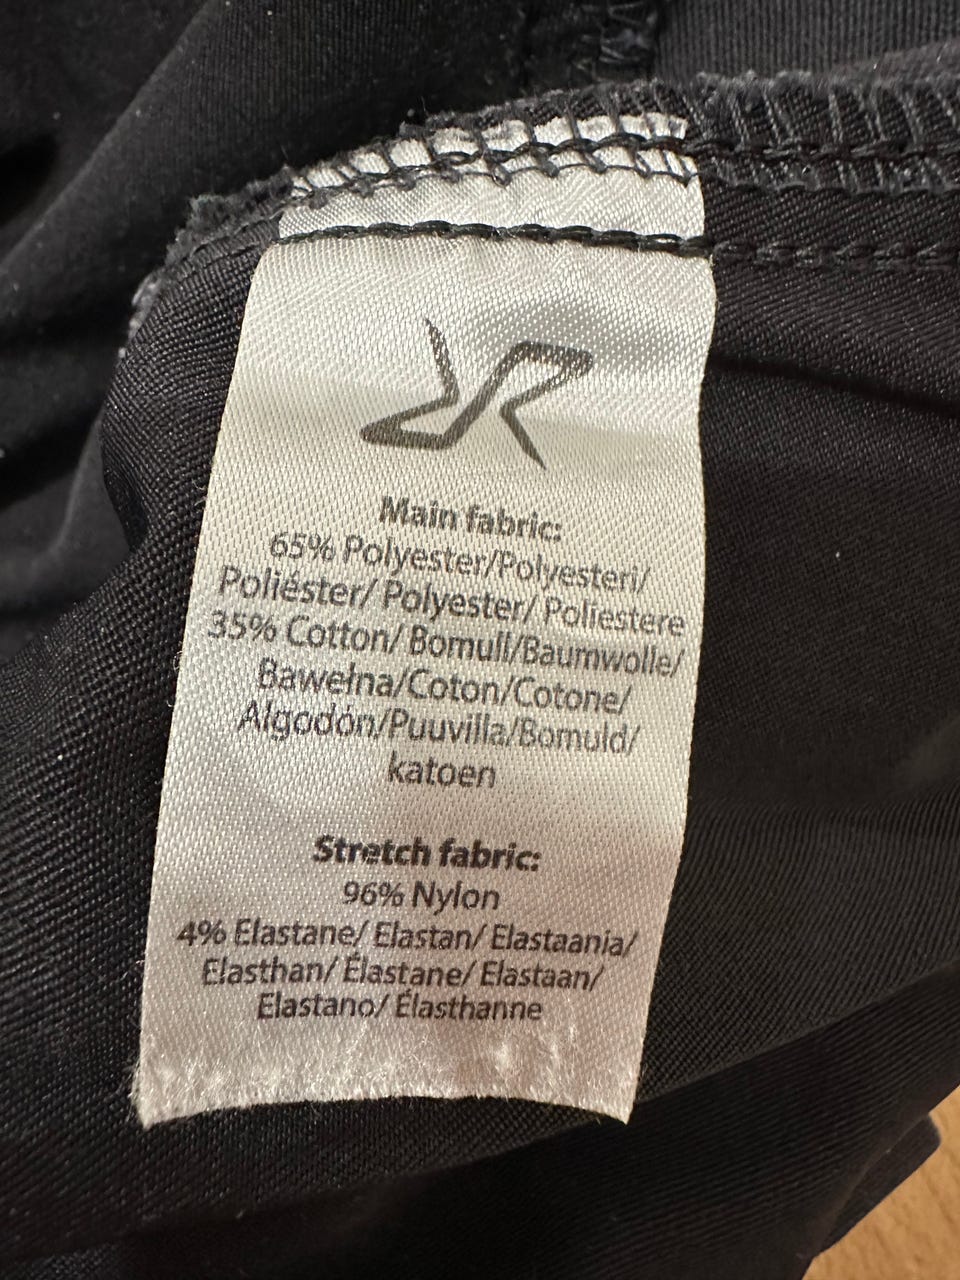 Main fabric:
65% Polyester/Polyesteri/
Poliéster/ Polyester/ Poliestere
35% Cotton/ Bomull/Baumwolle/
Bawełna/Coton/Cotone/
Algodón/Puuvilla/Bomuld/
katoen
Stretch fabric:
96% Nylon
4% Elastane/ Elastan/ Elastaania/
Elasthan/ Élastane/ Elastaan/
Elastano/ Élasthanne